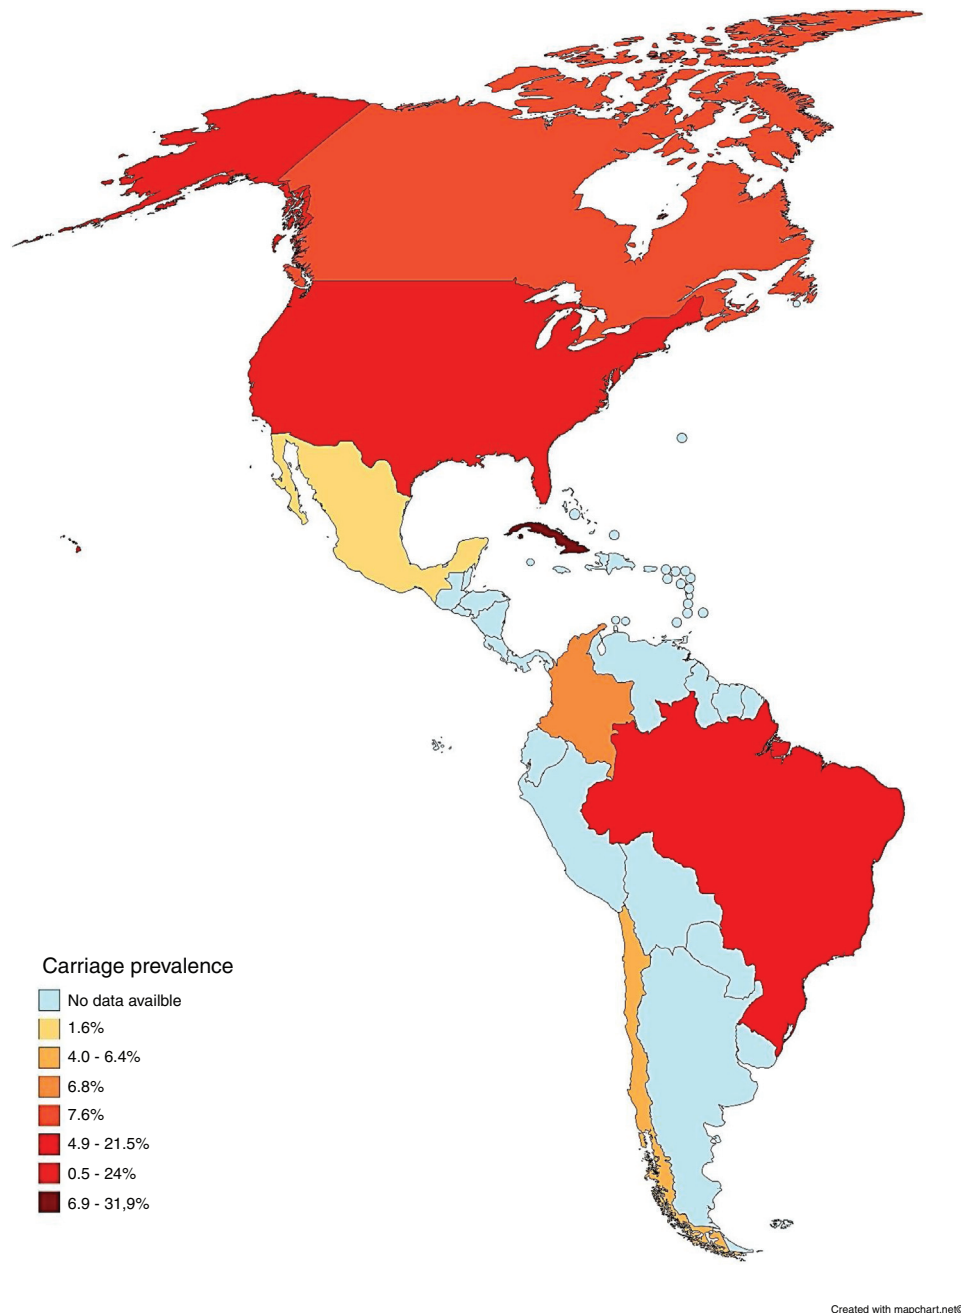 Carriage prevalence
No data availble
1.6%
4.0 - 6.4%
6.8%
7.6%
4.9 - 21.5%
0.5 - 24%
6.9 - 31,9%
Created with mapchart.net©